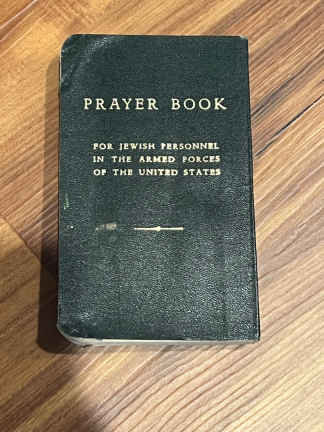 PRAYER BOOK
FOR JEWISH PERSONNEL
IN THE ARMED FORCES
OF THE UNITED STATES